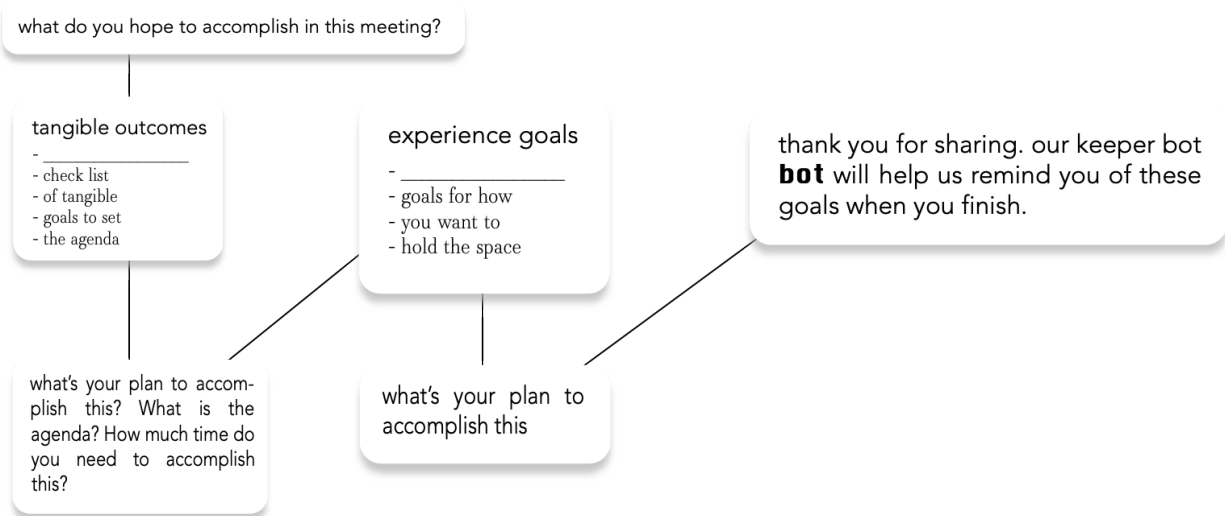 what do you hope to accomplish in this meeting?
tangible outcomes
- _______________
- check list
- of tangible
- goals to set
- the agenda
what's your plan to accom-
plish this? What is the
agenda? How much time do
you need to accomplish
this?
experience goals
- _______________
- goals for how
- you want to
- hold the space
what's your plan to
accomplish this
thank you for sharing. our keeper bot
bot will help us remind you of these
goals when you finish.